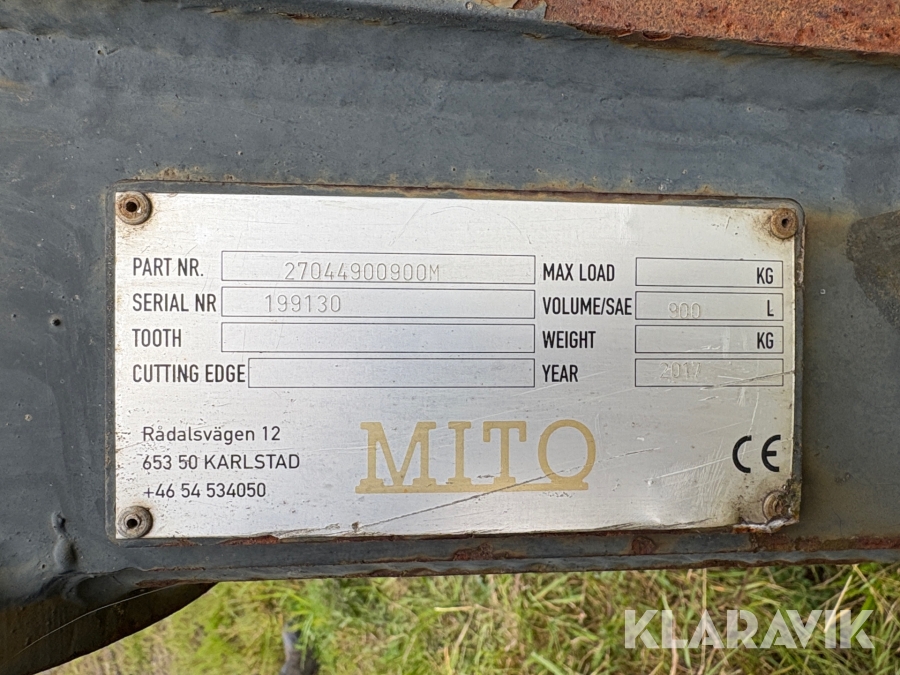 PART NR. 27044900900M MAX LOAD KG
SERIAL NR 199130 VOLUME/SAE 900 L
TOOTH WEIGHT KG
CUTTING EDGE YEAR 2017
Rådalsvägen 12
653 50 KARLSTAD
+46 54 534050
MITO
CE
KLARAVIK